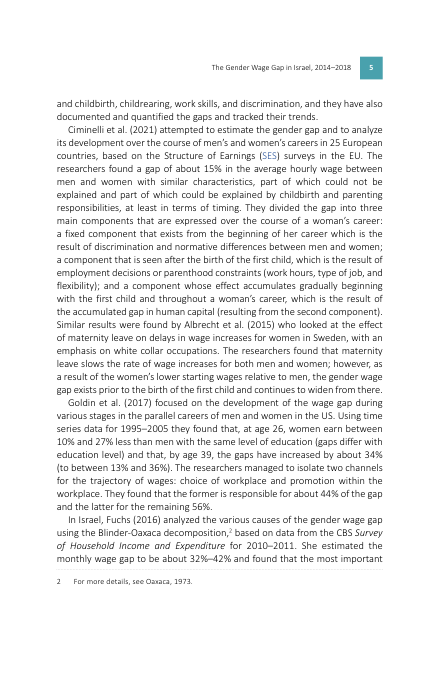 The Gender Wage Gap in Israel, 2014–2018 5
and childbirth, childrearing, work skills, and discrimination, and they have also
documented and quantified the gaps and tracked their trends.
Ciminelli et al. (2021) attempted to estimate the gender gap and to analyze
its development over the course of men's and women's careers in 25 European
countries, based on the Structure of Earnings (SES) surveys in the EU. The
researchers found a gap of about 15% in the average hourly wage between
men and women with similar characteristics, part of which could not be
explained and part of which could be explained by childbirth and parenting
responsibilities, at least in terms of timing. They divided the gap into three
main components that are expressed over the course of a woman's career:
a fixed component that exists from the beginning of her career which is the
result of discrimination and normative differences between men and women;
a component that is seen after the birth of the first child, which is the result of
employment decisions or parenthood constraints (work hours, type of job, and
flexibility); and a component whose effect accumulates gradually beginning
with the first child and throughout a woman's career, which is the result of
the accumulated gap in human capital (resulting from the second component).
Similar results were found by Albrecht et al. (2015) who looked at the effect
of maternity leave on delays in wage increases for women in Sweden, with an
emphasis on white collar occupations. The researchers found that maternity
leave slows the rate of wage increases for both men and women; however, as
a result of the women's lower starting wages relative to men, the gender wage
gap exists prior to the birth of the first child and continues to widen from there.
Goldin et al. (2017) focused on the development of the wage gap during
various stages in the parallel careers of men and women in the US. Using time
series data for 1995–2005 they found that, at age 26, women earn between
10% and 27% less than men with the same level of education (gaps differ with
education level) and that, by age 39, the gaps have increased by about 34%
(to between 13% and 36%). The researchers managed to isolate two channels
for the trajectory of wages: choice of workplace and promotion within the
workplace. They found that the former is responsible for about 44% of the gap
and the latter for the remaining 56%.
In Israel, Fuchs (2016) analyzed the various causes of the gender wage gap
using the Blinder-Oaxaca decomposition,2 based on data from the CBS Survey
of Household Income and Expenditure for 2010–2011. She estimated the
monthly wage gap to be about 32%–42% and found that the most important
2 For more details, see Oaxaca, 1973.